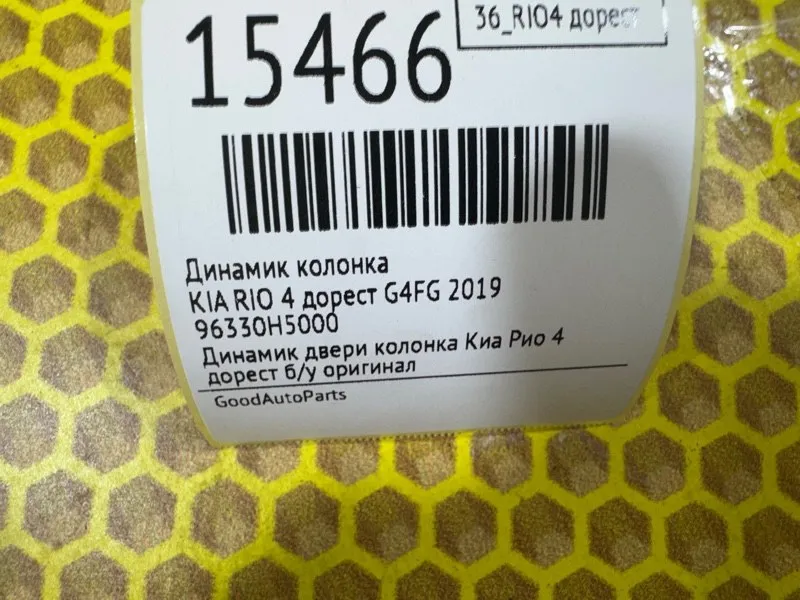 36_RIO4 дорест
15466
Динамик колонка
KIA RIO 4 дорест G4FG 2019
96330H5000
Динамик двери колонка Киа Рио 4
дорест б/у оригинал
GoodAutoParts